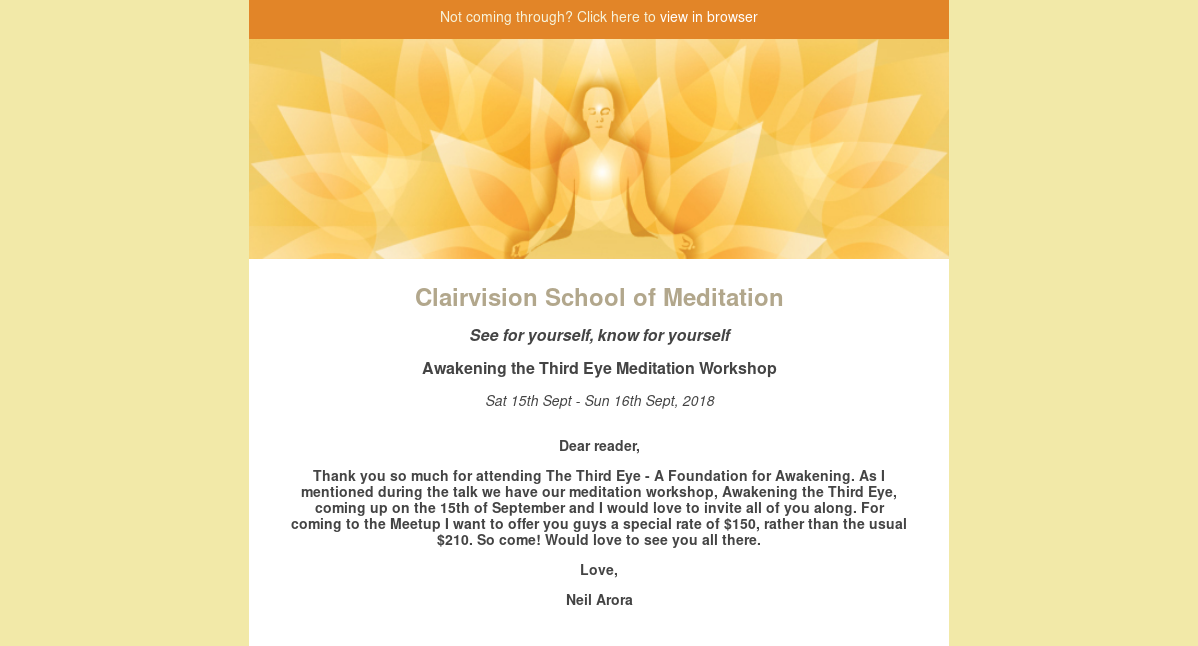 Not coming through? Click here to view in browser
Clairvision School of Meditation
See for yourself, know for yourself
Awakening the Third Eye Meditation Workshop
Sat 15th Sept - Sun 16th Sept, 2018
Dear reader,
Thank you so much for attending The Third Eye - A Foundation for Awakening. As I
mentioned during the talk we have our meditation workshop, Awakening the Third Eye,
coming up on the 15th of September and I would love to invite all of you along. For
coming to the Meetup I want to offer you guys a special rate of $150, rather than the usual
$210. So come! Would love to see you all there.
Love,
Neil Arora